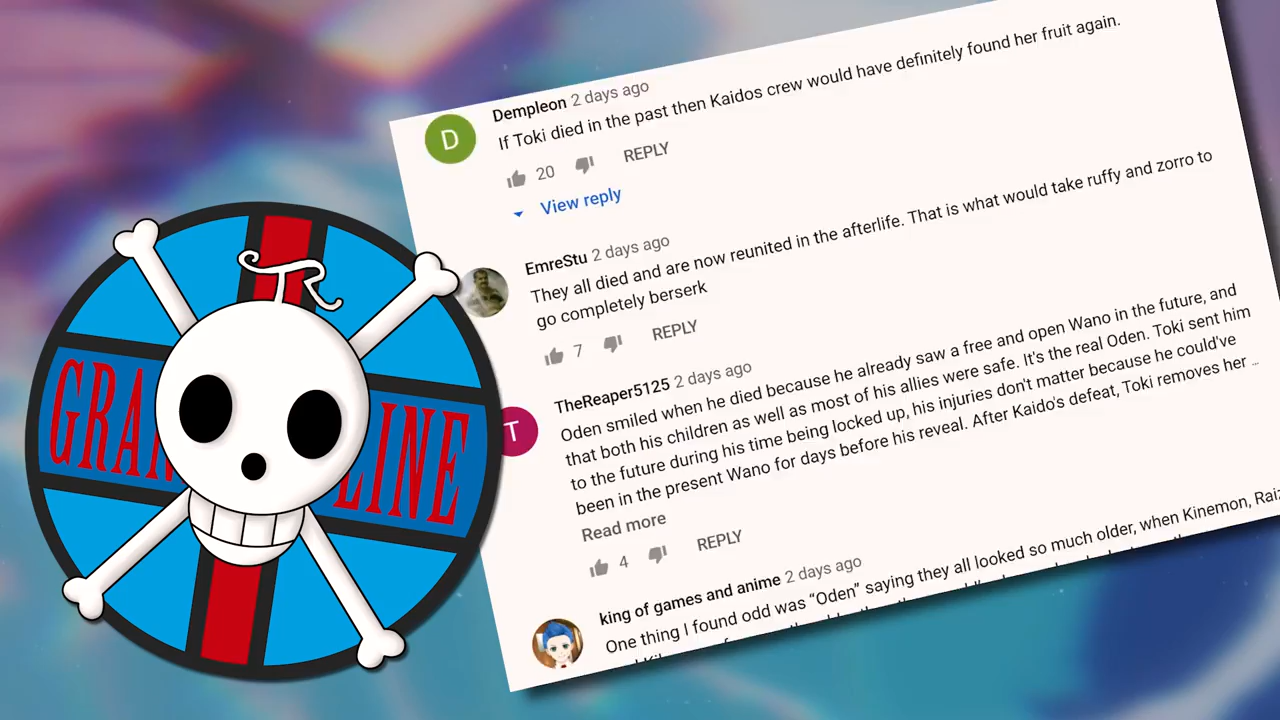 TR
GRA LINE
D
Dempleon 2 days ago
If Toki died in the past then Kaidos crew would have definitely found her fruit again.
20 REPLY
View reply
EmreStu 2 days ago
They all died and are now reunited in the afterlife. That is what would take ruffy and zorro to
go completely berserk
7 REPLY
T
TheReaper5125 2 days ago
Oden smiled when he died because he already saw a free and open Wano in the future, and
that both his children as well as most of his allies were safe. It's the real Oden. Toki sent him
to the future during his time being locked up, his injuries don't matter because he could've
been in the present Wano for days before his reveal. After Kaido's defeat, Toki removes her ...
Read more
4 REPLY
king of games and anime 2 days ago
One thing I found odd was “Oden” saying they all looked so much older, when Kinemon, Raiz